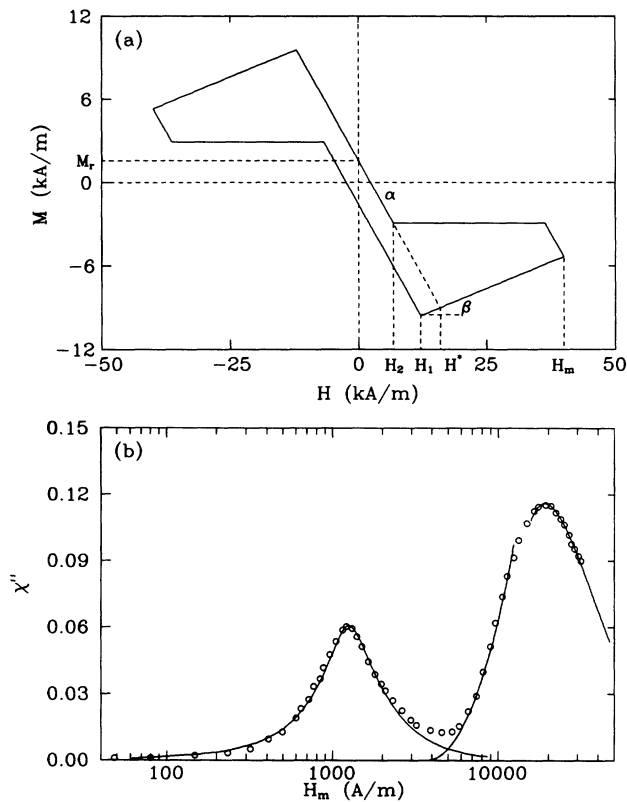 (a)
12
6
Mᵣ
0
-6
-12
M (kA/m)
α
β
-50
-25
0
H₂
H₁
H*
25
Hₘ
50
H (kA/m)
(b)
0.15
0.12
0.09
0.06
0.03
0.00
χ"
100
1000
10000
Hₘ (A/m)